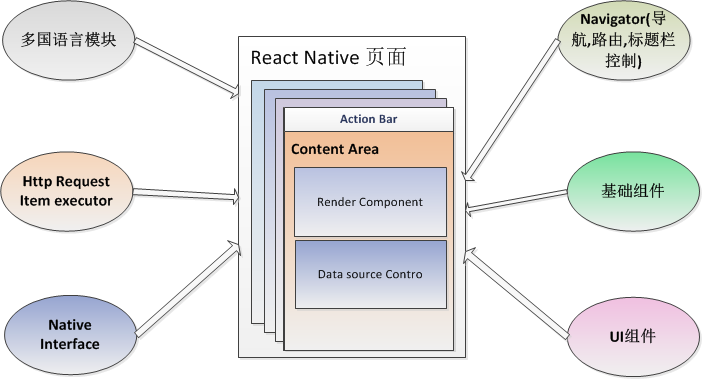 多国语言模块
Http Request
Item executor
Native
Interface
React Native 页面
Action Bar
Content Area
Render Component
Data source Contro
Navigator(导
航,路由,标题栏
控制)
基础组件
UI组件